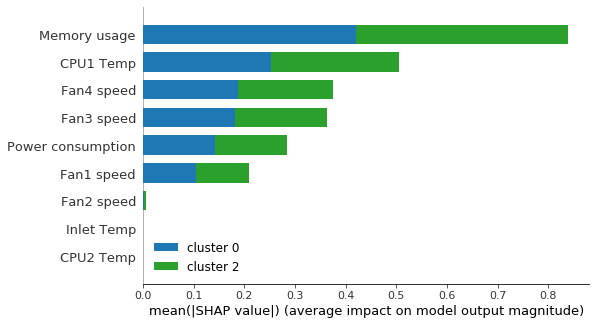 Memory usage
CPU1 Temp
Fan4 speed
Fan3 speed
Power consumption
Fan1 speed
Fan2 speed
Inlet Temp
CPU2 Temp
cluster 0
cluster 2
0.0 0.1 0.2 0.3 0.4 0.5 0.6 0.7 0.8
mean(|SHAP value|) (average impact on model output magnitude)